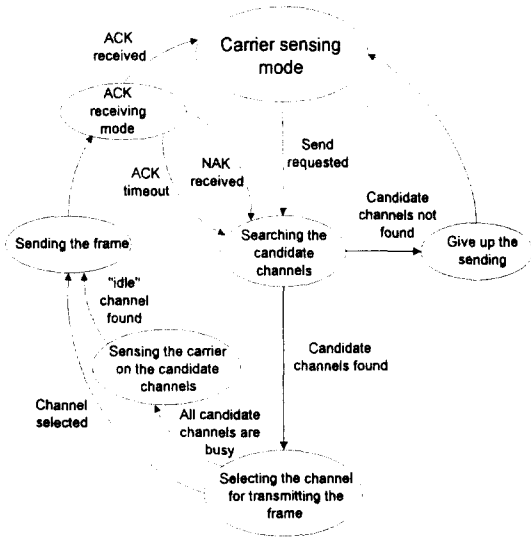 ACK
received
Carrier sensing
mode
ACK
receiving
mode
Send
requested
NAK
received
ACK
timeout
Candidate
channels not
found
Sending the frame
Searching the
candidate
channels
Give up the
sending
"idle"
channel
found
Sensing the carrier
on the candidate
channels
Candidate
channels found
Channel
selected
All candidate
channels are
busy
Selecting the channel
for transmitting the
frame